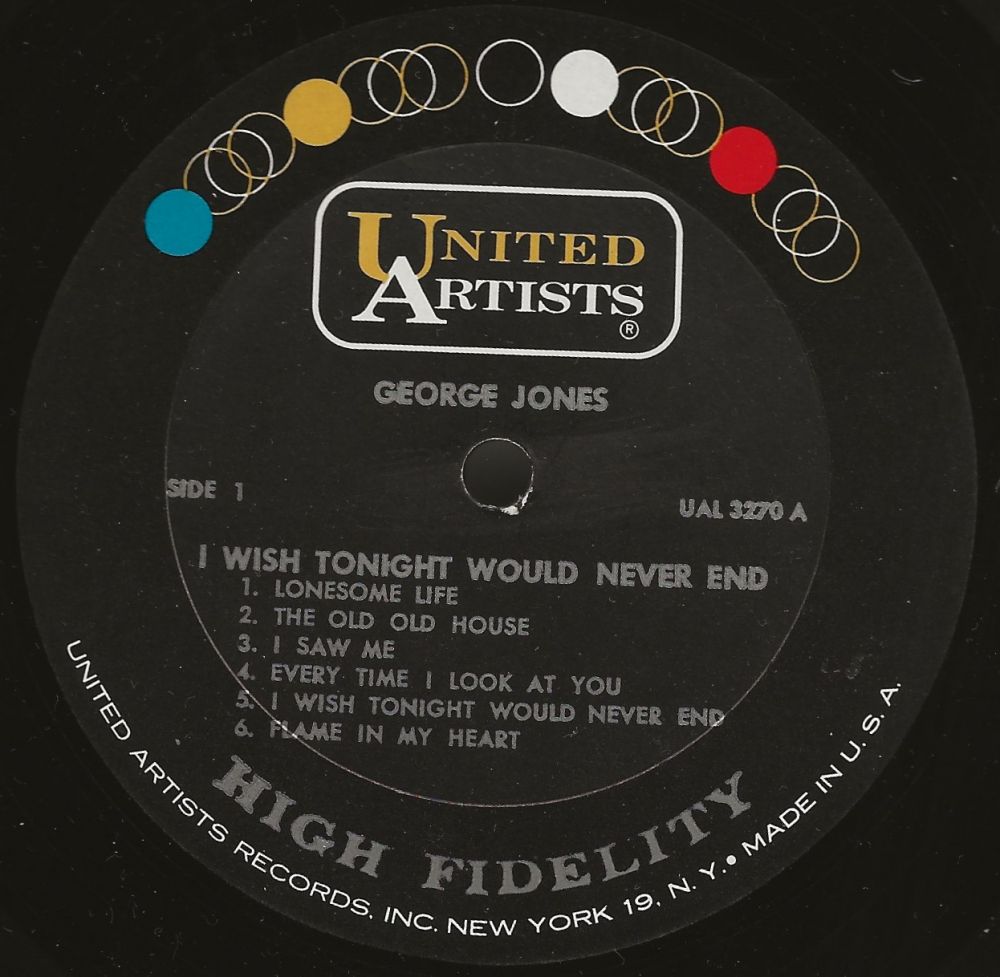 UNITED
ARTISTS
®
GEORGE JONES
SIDE 1
UAL 3270 A
I WISH TONIGHT WOULD NEVER END
1. LONESOME LIFE
2. THE OLD OLD HOUSE
3. I SAW ME
4. EVERY TIME I LOOK AT YOU
5. I WISH TONIGHT WOULD NEVER END
6. FLAME IN MY HEART
HIGH FIDELITY
UNITED ARTISTS RECORDS, INC. NEW YORK 19, N. Y. • MADE IN U. S. A.